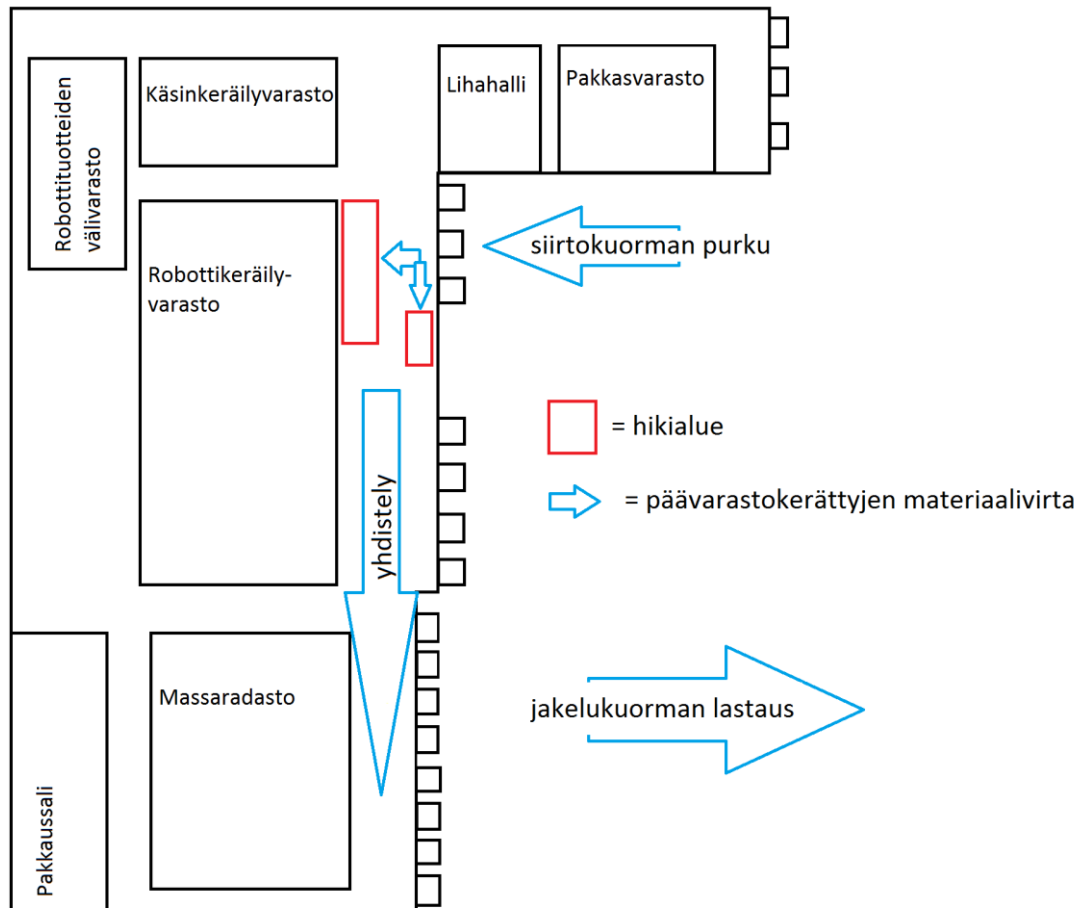 Robottituotteiden
välivarasto
Käsinkeräilyvarasto
Lihahalli
Pakkasvarasto
Robottikeräily-
varasto
siirtokuorman purku
= hikialue
= päävarastokerättyjen materiaalivirta
yhdistely
Massaradasto
jakelukuorman lastaus
Pakkaussali